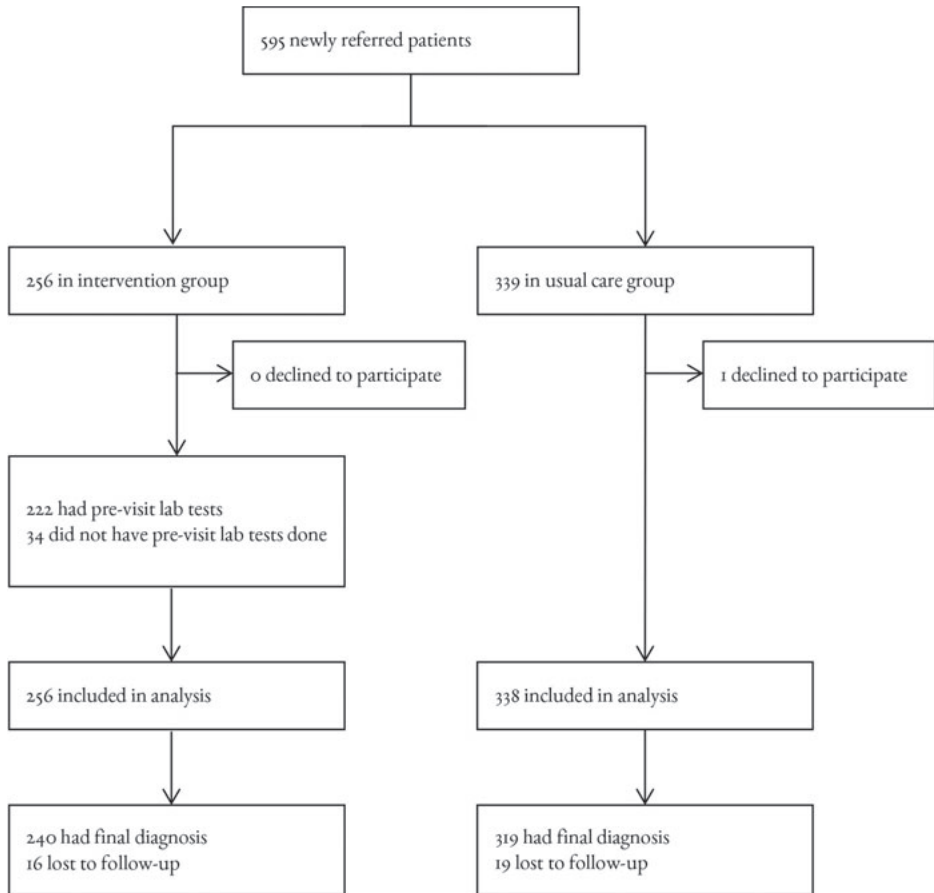 595 newly referred patients
256 in intervention group
339 in usual care group
0 declined to participate
1 declined to participate
222 had pre-visit lab tests
34 did not have pre-visit lab tests done
256 included in analysis
338 included in analysis
240 had final diagnosis
16 lost to follow-up
319 had final diagnosis
19 lost to follow-up